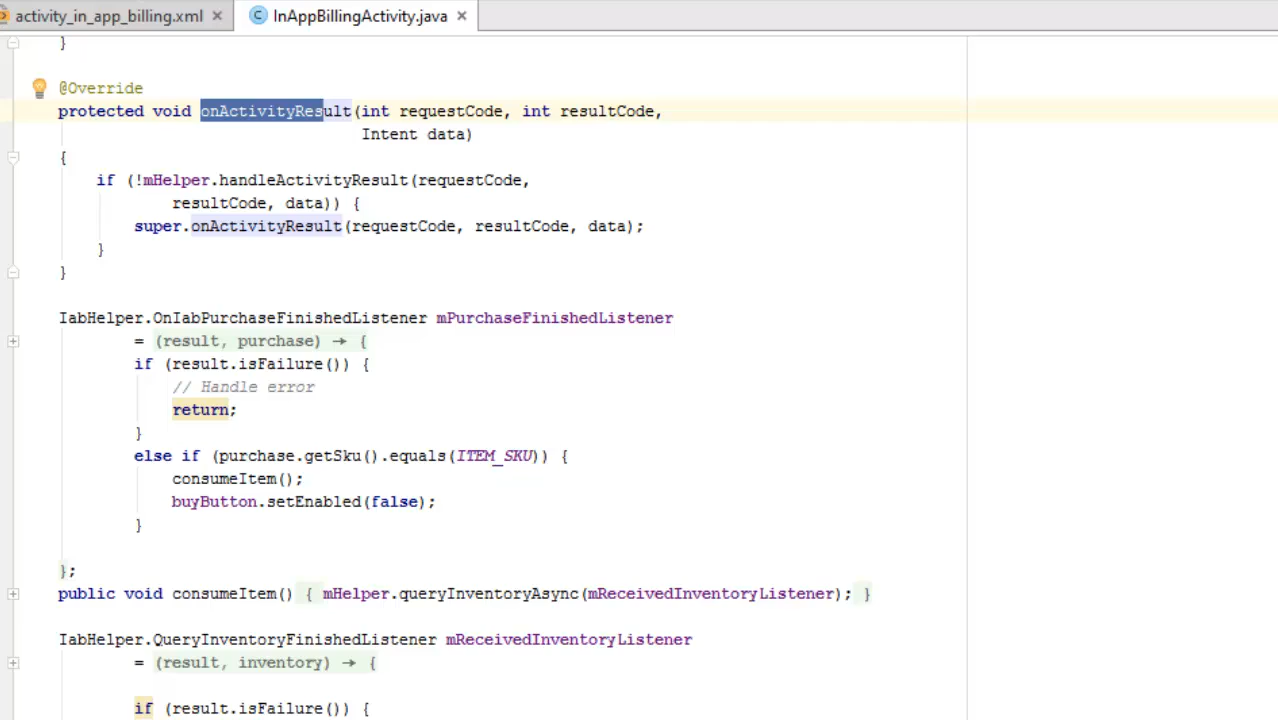 activity_in_app_billing.xml InAppBillingActivity.java
}
@Override
protected void onActivityResult(int requestCode, int resultCode,
Intent data)
{
if (!mHelper.handleActivityResult(requestCode,
resultCode, data)) {
super.onActivityResult(requestCode, resultCode, data);
}
}
IabHelper.OnIabPurchaseFinishedListener mPurchaseFinishedListener
= (result, purchase) → {
if (result.isFailure()) {
// Handle error
return;
}
else if (purchase.getSku().equals(ITEM_SKU)) {
consumeItem();
buyButton.setEnabled(false);
}
};
public void consumeItem() { mHelper.queryInventoryAsync(mReceivedInventoryListener); }
IabHelper.QueryInventoryFinishedListener mReceivedInventoryListener
= (result, inventory) → {
if (result.isFailure()) {